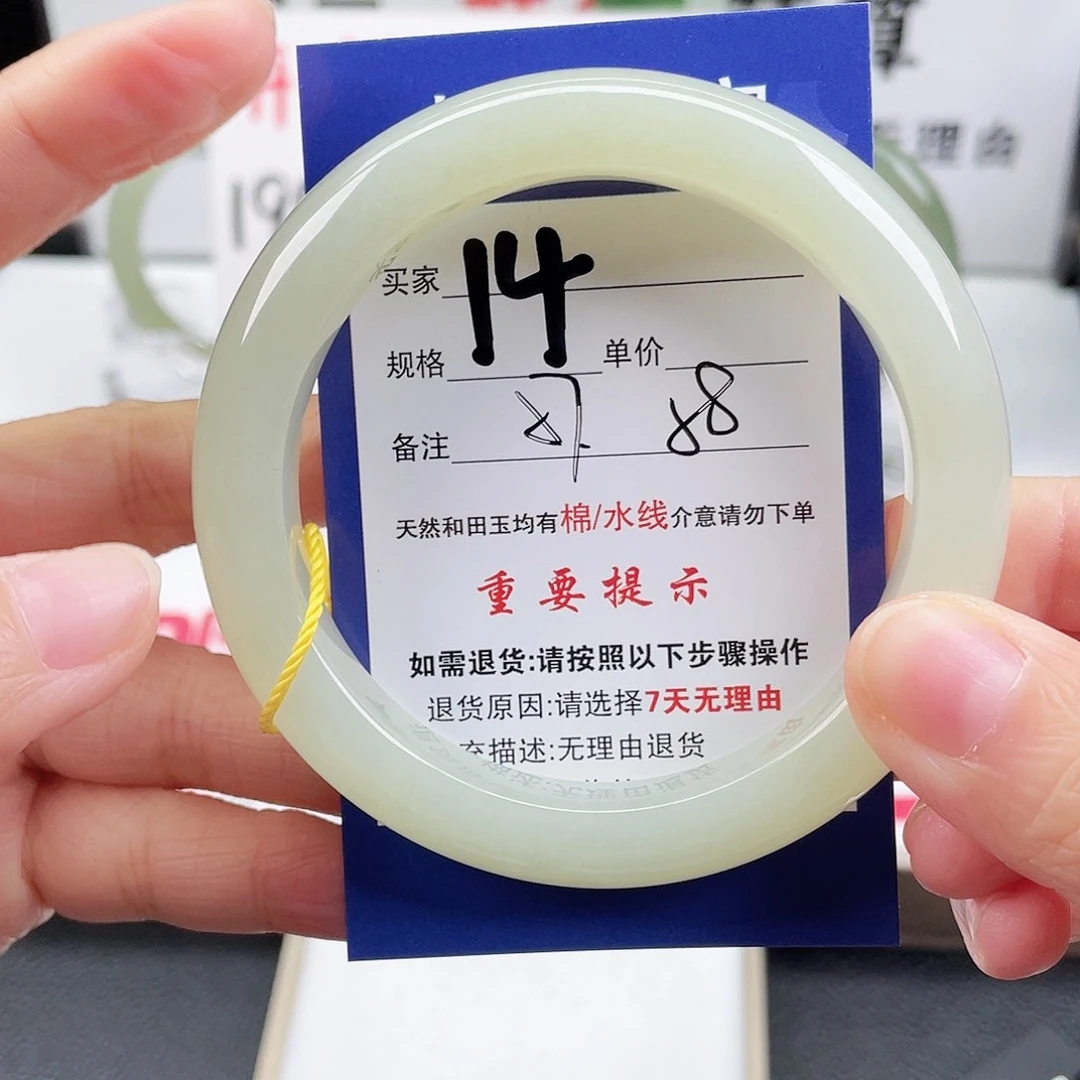 买家 14
规格 单价
备注 88
天然和田玉均有棉/水线介意请勿下单
重要提示
如需退货:请按照以下步骤操作
退货原因:请选择7天无理由
充描述:无理由退货
无理由